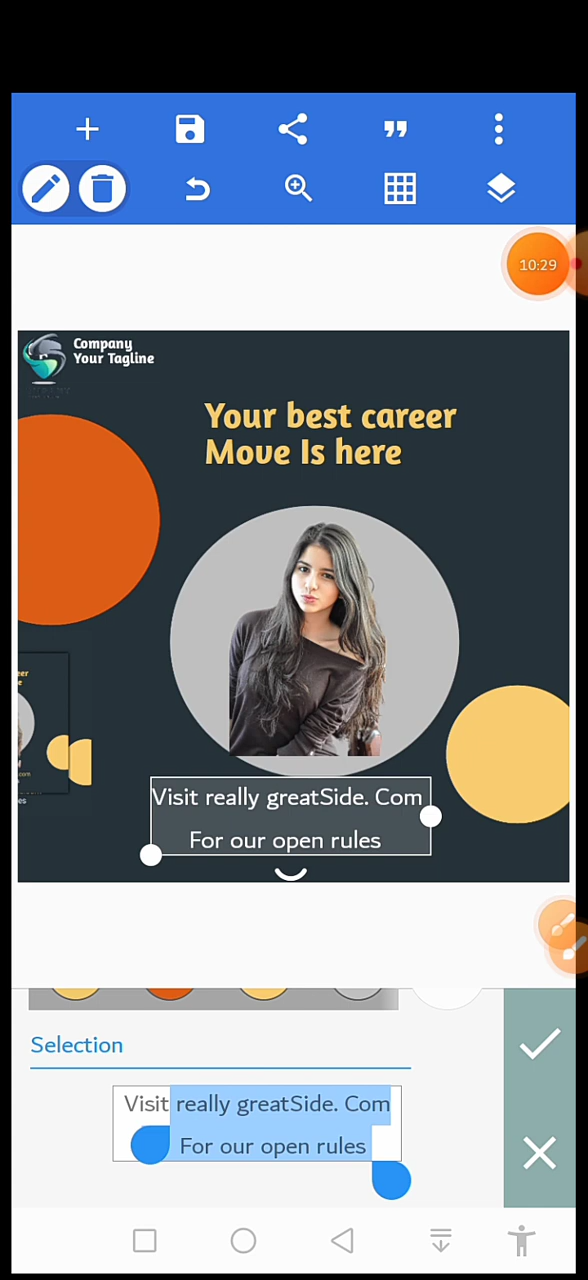 10:29
Company
Your Tagline
Your best career
Move Is here
Visit really greatSide. Com
For our open rules
Selection
Visit really greatSide. Com
For our open rules